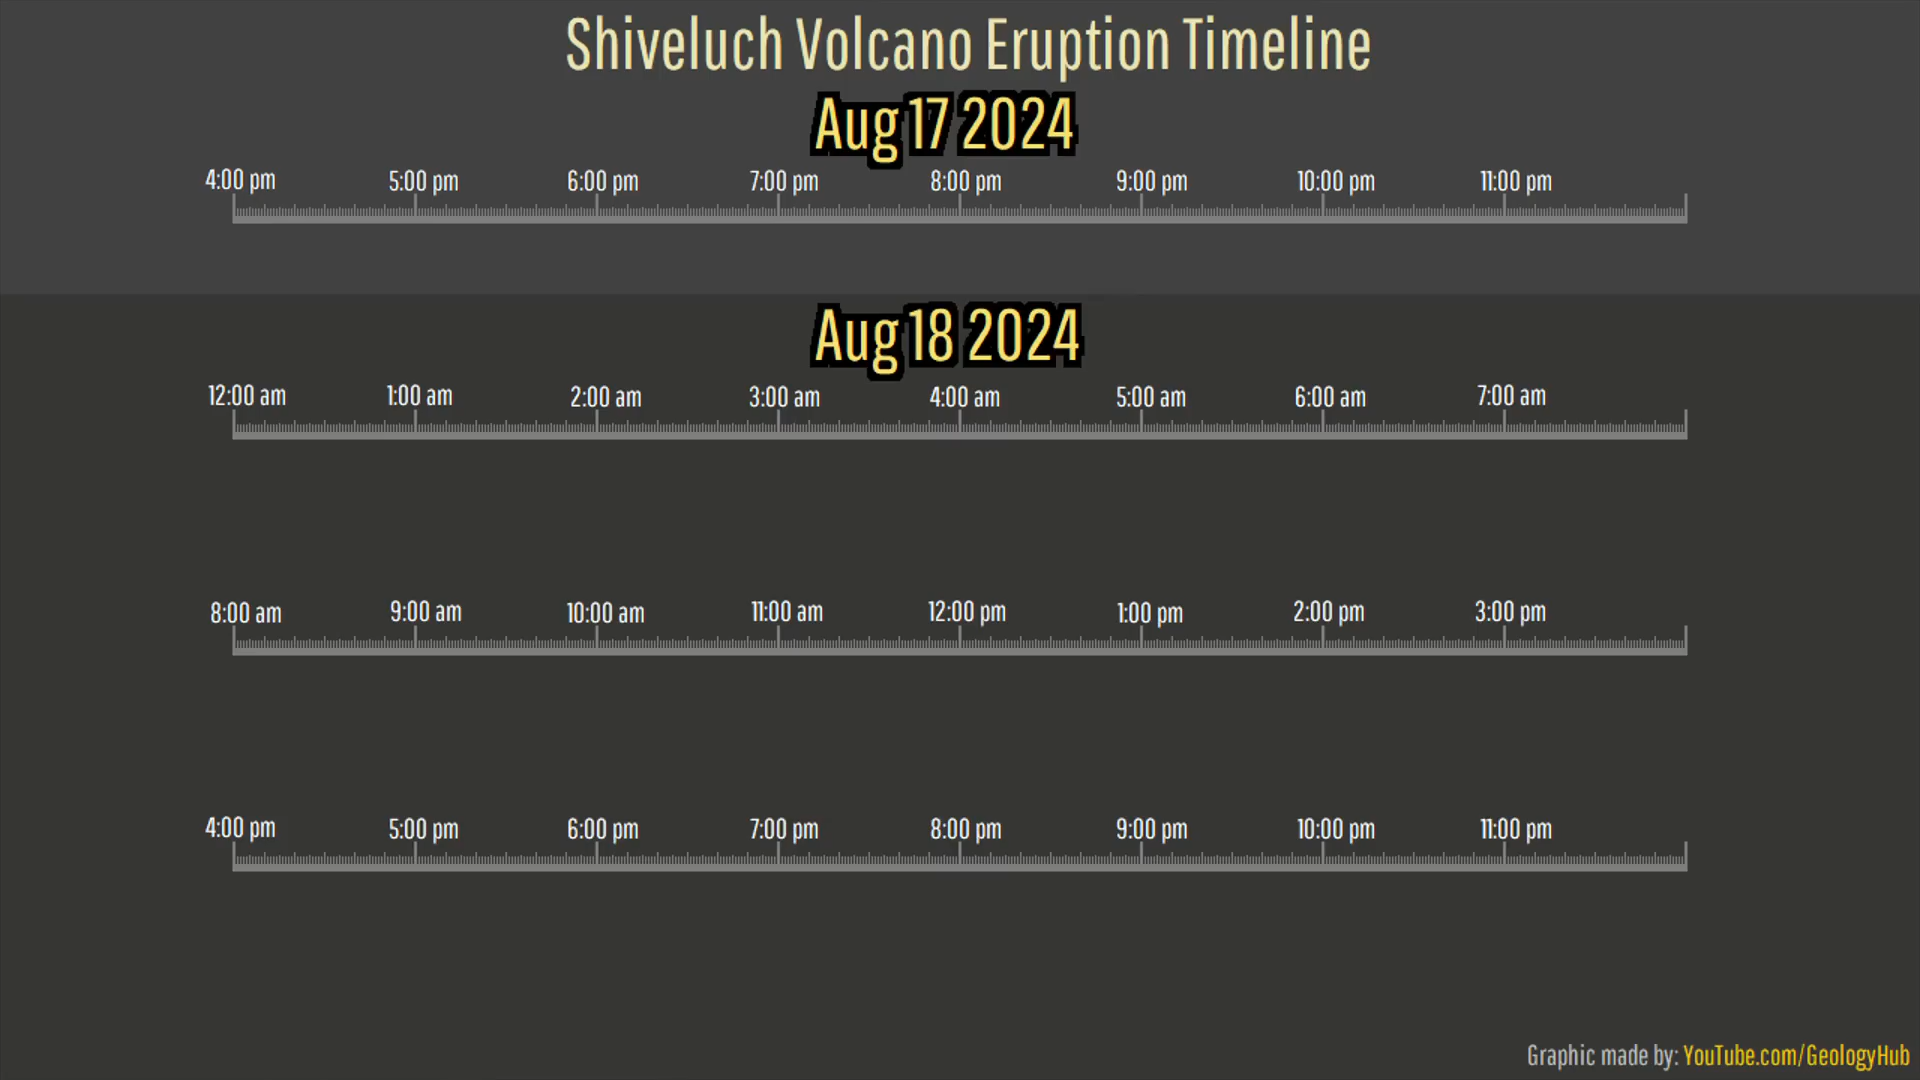 Shiveluch Volcano Eruption Timeline
Aug 17 2024
4:00 pm 5:00 pm 6:00 pm 7:00 pm 8:00 pm 9:00 pm 10:00 pm 11:00 pm
Aug 18 2024
12:00 am 1:00 am 2:00 am 3:00 am 4:00 am 5:00 am 6:00 am 7:00 am
8:00 am 9:00 am 10:00 am 11:00 am 12:00 pm 1:00 pm 2:00 pm 3:00 pm
4:00 pm 5:00 pm 6:00 pm 7:00 pm 8:00 pm 9:00 pm 10:00 pm 11:00 pm
Graphic made by: YouTube.com/GeologyHub